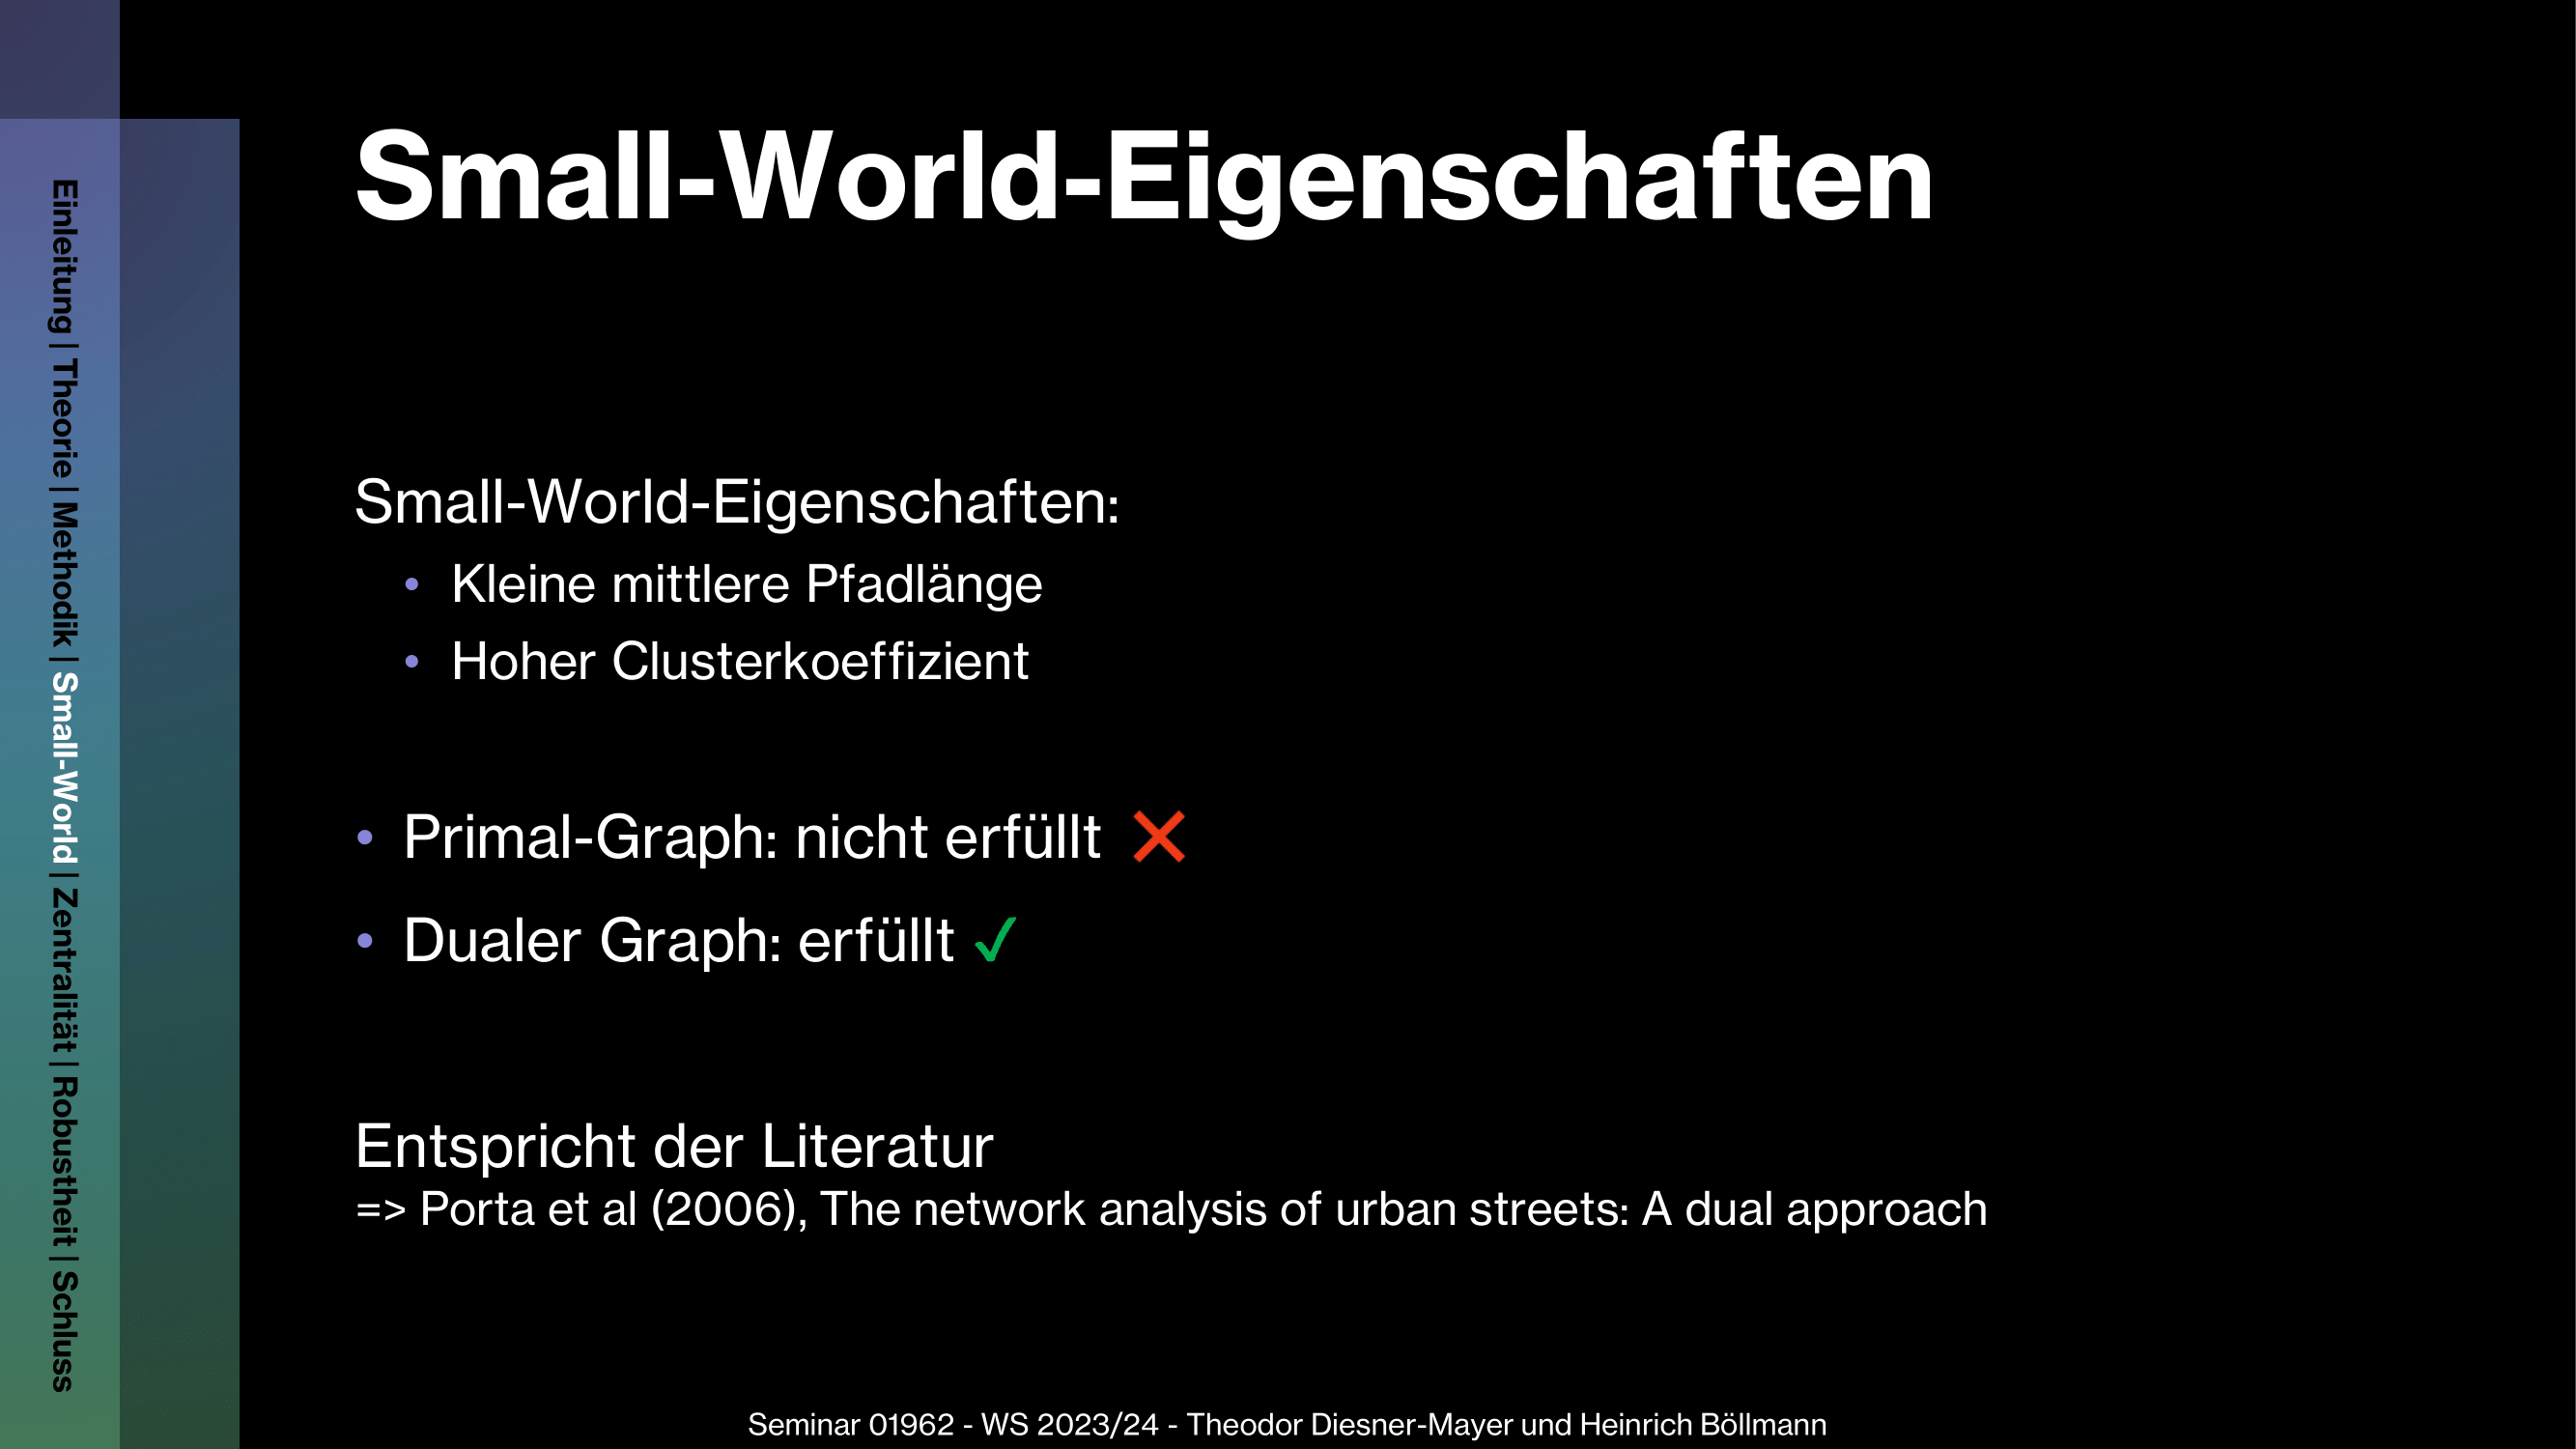 Einleitung | Theorie | Methodik | Small-World | Zentralität | Robustheit | Schluss
Small-World-Eigenschaften
Small-World-Eigenschaften:
• Kleine mittlere Pfadlänge
• Hoher Clusterkoeffizient
• Primal-Graph: nicht erfüllt ❌
• Dualer Graph: erfüllt ✓
Entspricht der Literatur
=> Porta et al (2006), The network analysis of urban streets: A dual approach
Seminar 01962 - WS 2023/24 - Theodor Diesner-Mayer und Heinrich Böllmann